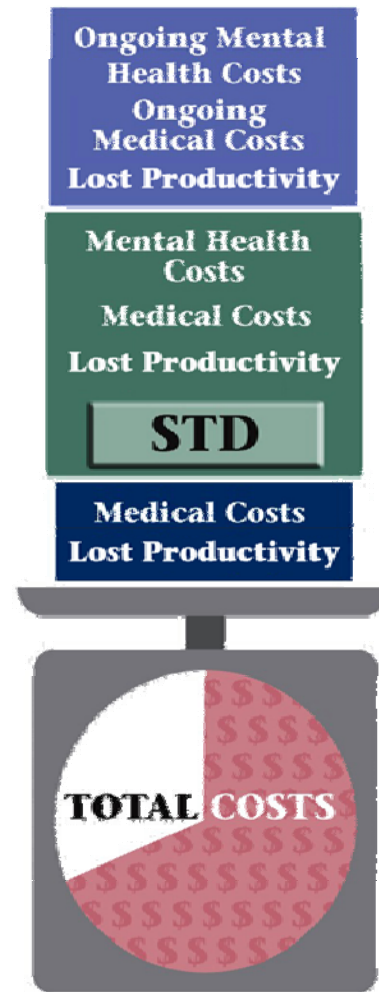 Ongoing Mental
Health Costs
Ongoing
Medical Costs
Lost Productivity
Mental Health
Costs
Medical Costs
Lost Productivity
STD
Medical Costs
Lost Productivity
TOTAL COSTS